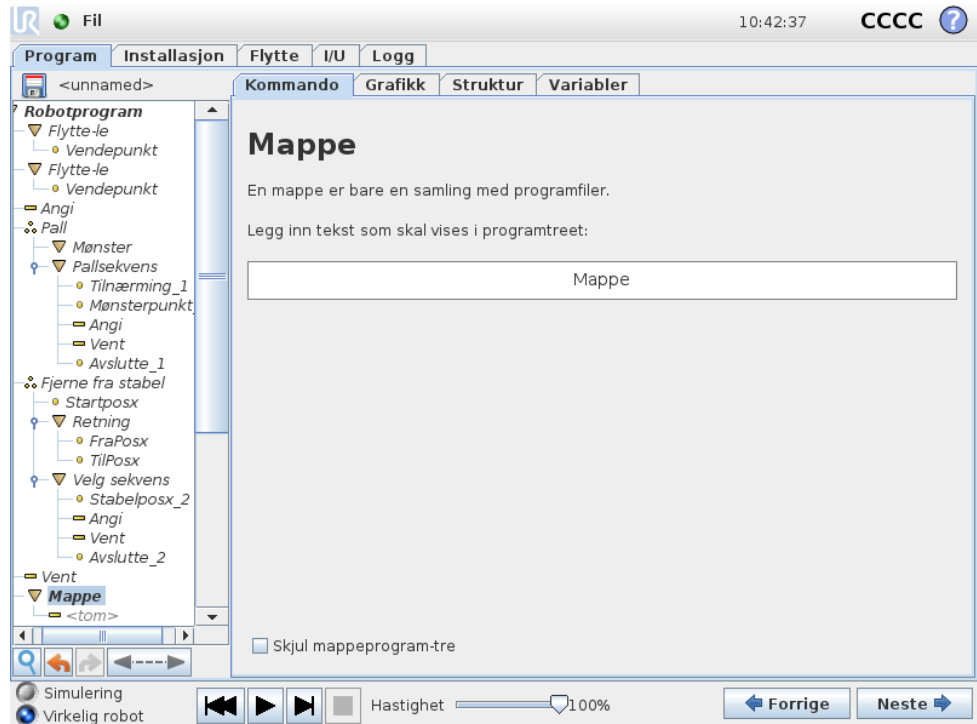 UR Fil 10:42:37 CCCC ?
Program Installasjon Flytte I/U Logg
<unnamed>
Kommando Grafikk Struktur Variabler
Robotprogram
Flytte-le
Vendepunkt
Flytte-le
Vendepunkt
Angi
Pall
Mønster
Pallsekvens
Tilnærming_1
Mønsterpunkt
Angi
Vent
Avslutte_1
Fjerne fra stabel
Startposx
Retning
FraPosx
TilPosx
Velg sekvens
Stabelposx_2
Angi
Vent
Avslutte_2
Vent
Mappe
<tom>
Mappe
En mappe er bare en samling med programfiler.
Legg inn tekst som skal vises i programtreet:
Mappe
Skjul mappeprogram-tre
Simulering
Virkelig robot
Hastighet 100%
Forrige Neste